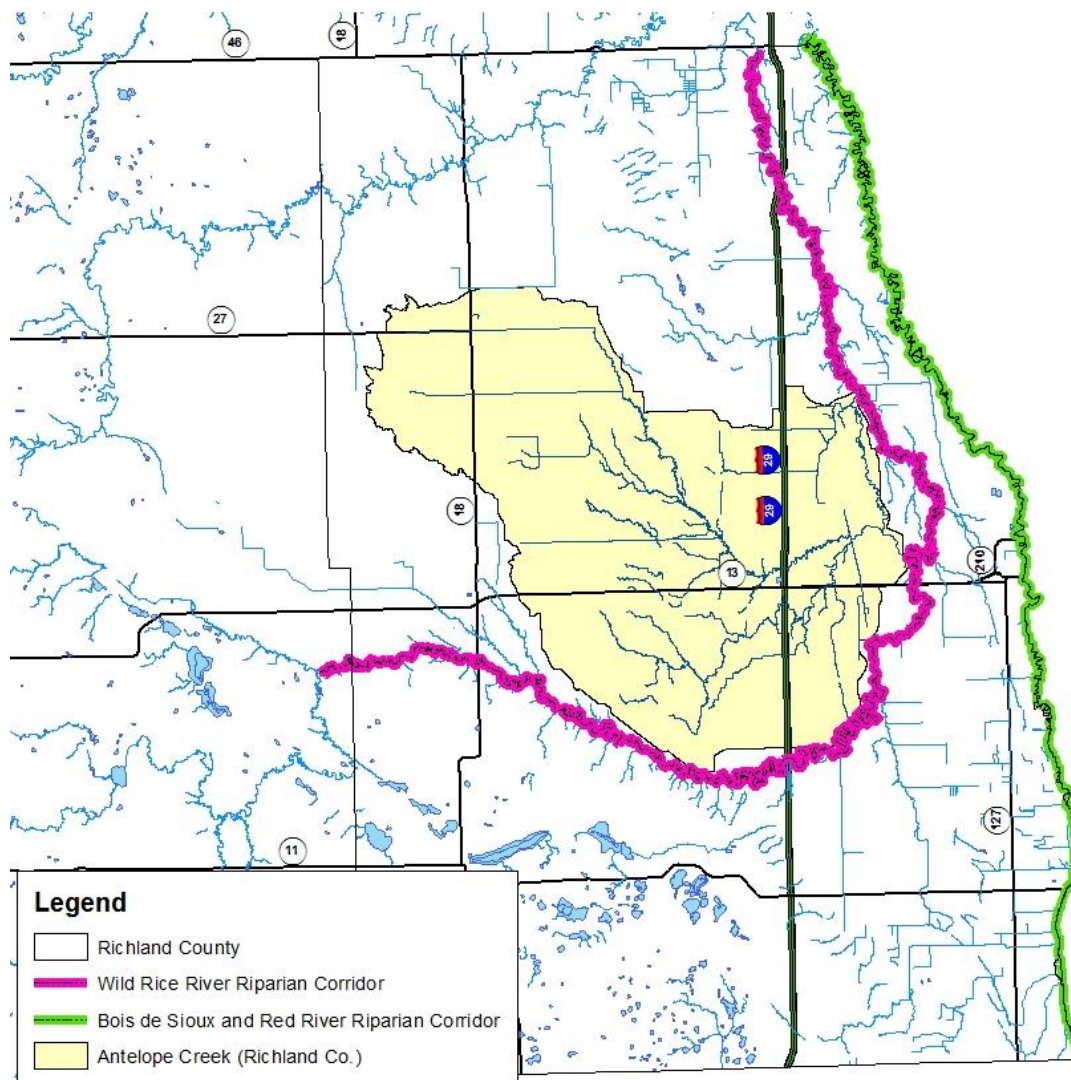 46
18
27
29
29
18
13
210
127
11
Legend
Richland County
Wild Rice River Riparian Corridor
Bois de Sioux and Red River Riparian Corridor
Antelope Creek (Richland Co.)